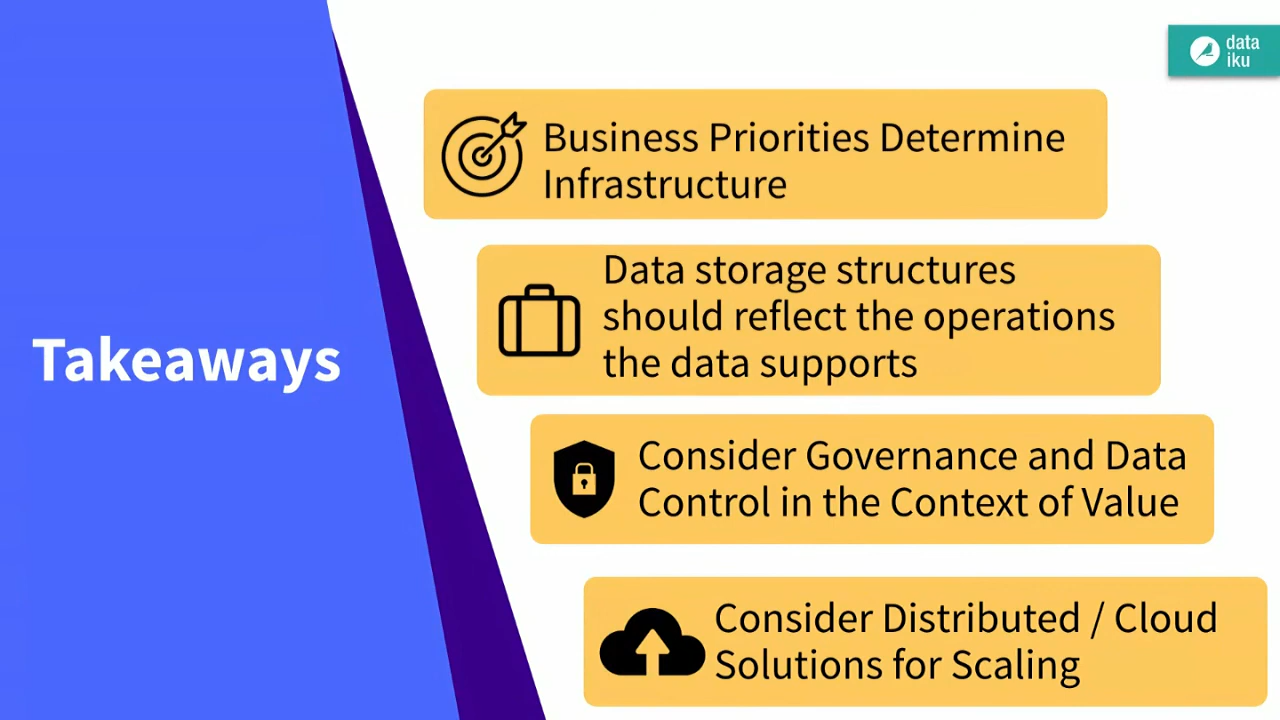 data
iku
Business Priorities Determine
Infrastructure
Data storage structures
should reflect the operations
the data supports
Takeaways
Consider Governance and Data
Control in the Context of Value
Consider Distributed / Cloud
Solutions for Scaling